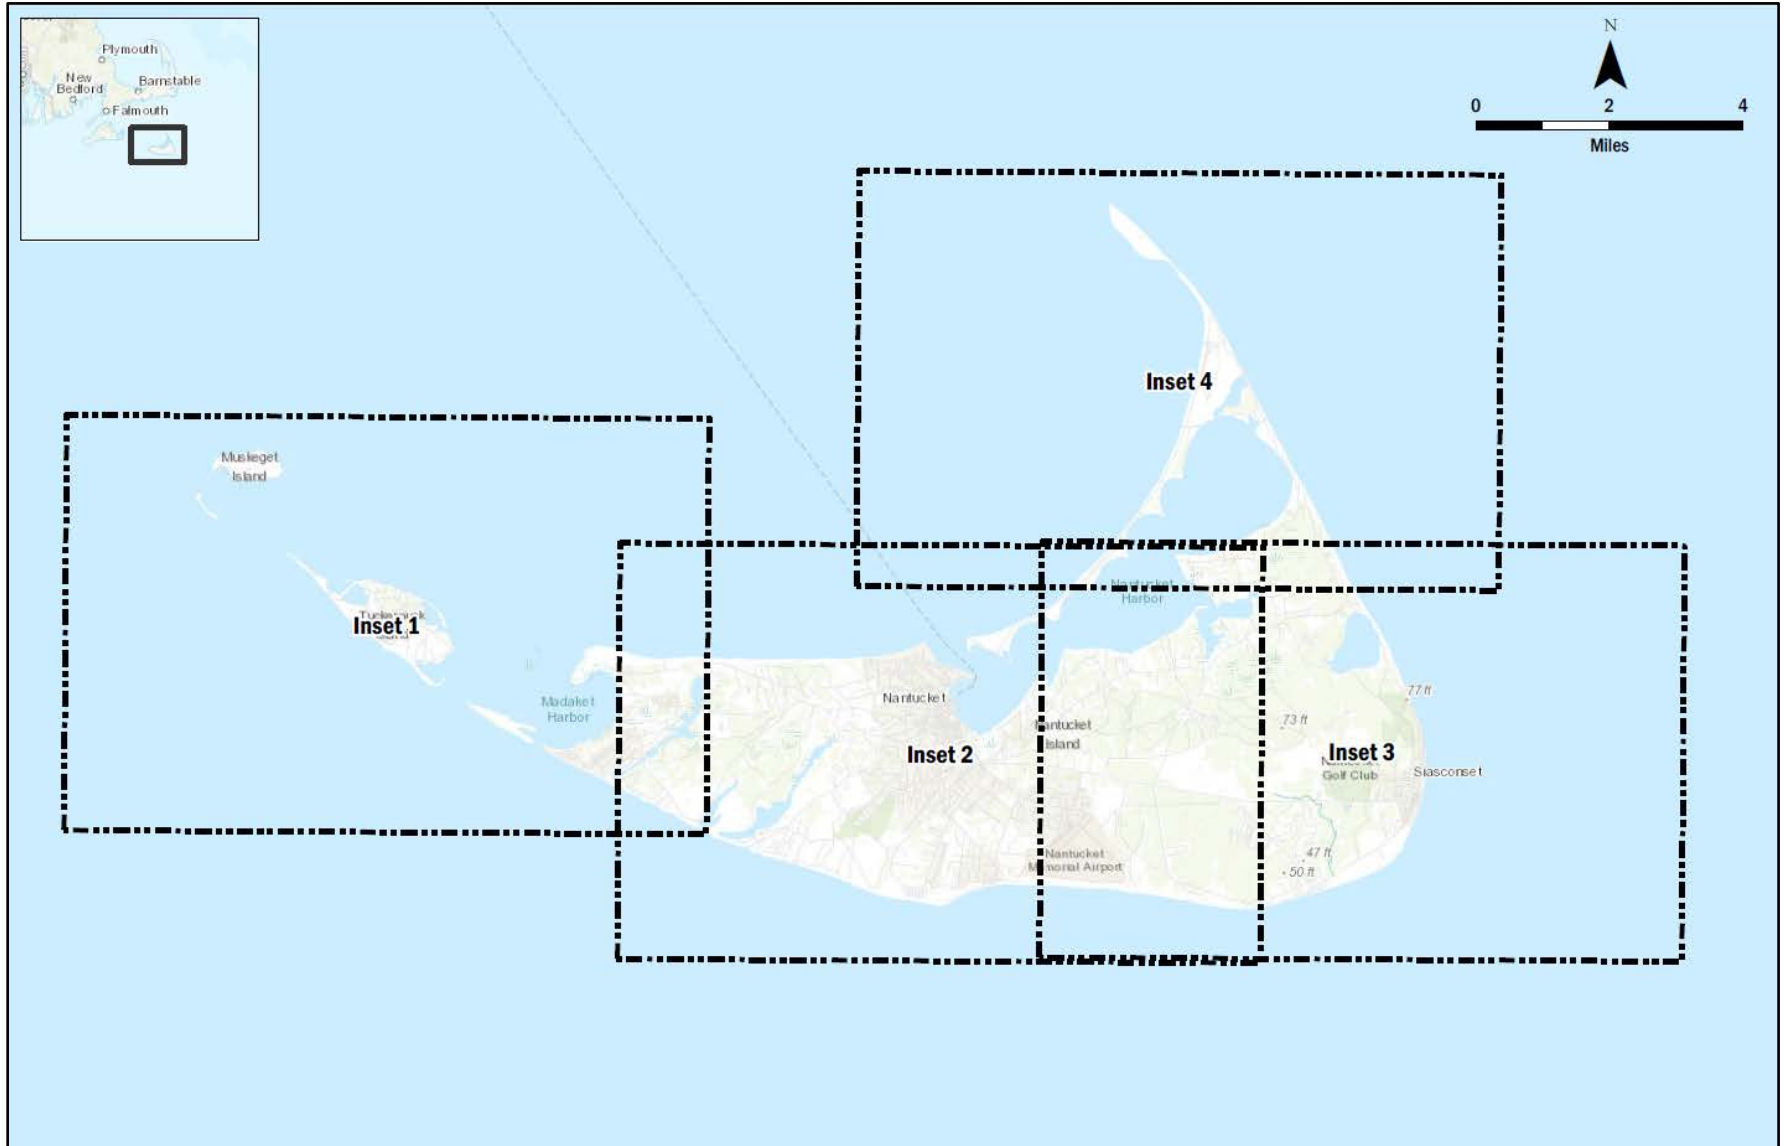 Plymouth
New
Bedford
Barnstable
Falmouth
N
0 2 4
Miles
Inset 4
Muskeget
Island
Nantucket
Harbor
Inset 1
Madaket
Harbor
Nantucket
77 ft
73 ft
Nantucket
Island
Inset 2
Inset 3
Golf Club
Siasconset
47 ft
50 ft
Nantucket
Memorial Airport